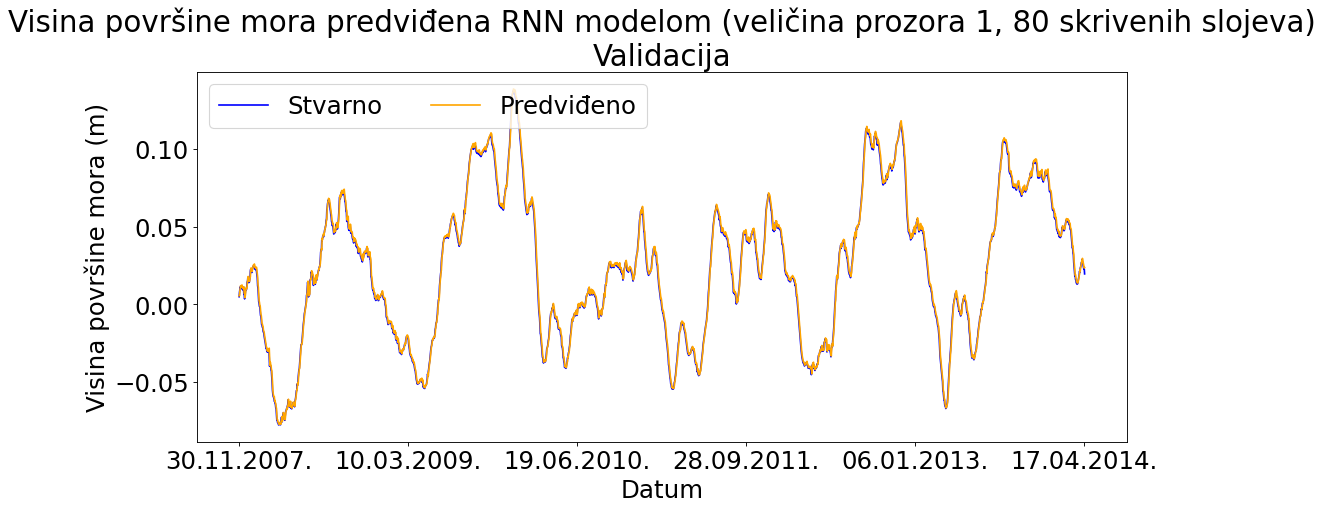 Visina površine mora predviđena RNN modelom (veličina prozora 1, 80 skrivenih slojeva)
Validacija
Stvarno Predviđeno
Visina površine mora (m)
0.10
0.05
0.00
−0.05
30.11.2007. 10.03.2009. 19.06.2010. 28.09.2011. 06.01.2013. 17.04.2014.
Datum